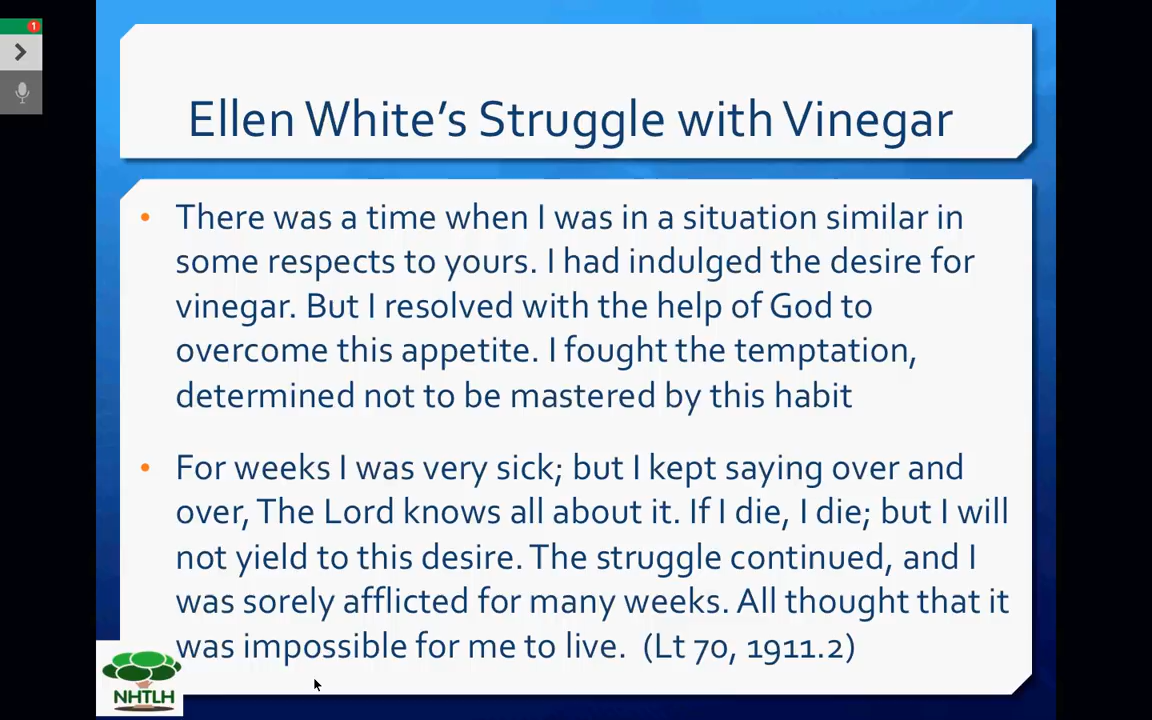 1
Ellen White's Struggle with Vinegar
• There was a time when I was in a situation similar in
some respects to yours. I had indulged the desire for
vinegar. But I resolved with the help of God to
overcome this appetite. I fought the temptation,
determined not to be mastered by this habit
• For weeks I was very sick; but I kept saying over and
over, The Lord knows all about it. If I die, I die; but I will
not yield to this desire. The struggle continued, and I
was sorely afflicted for many weeks. All thought that it
was impossible for me to live. (Lt 70, 1911.2)
NHTLH